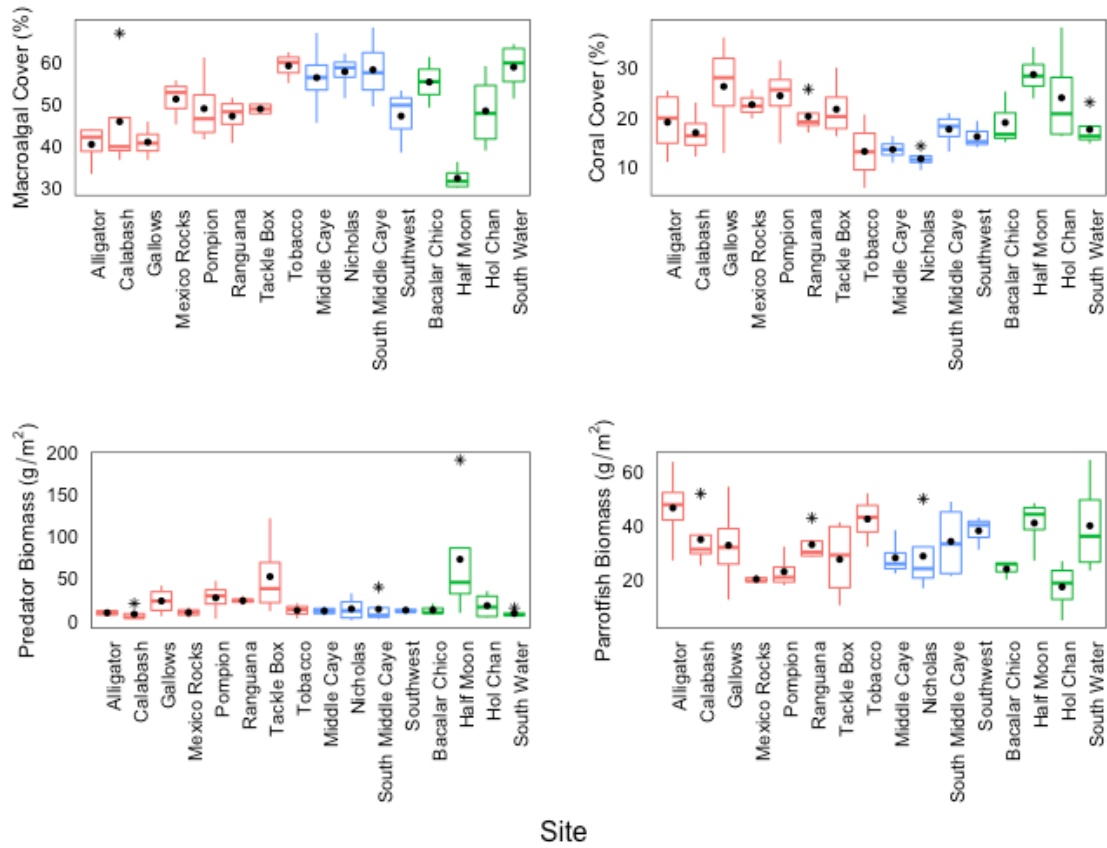 Macroalgal Cover (%)
60
50
40
30
Alligator
Calabash
Gallows
Mexico Rocks
Pompion
Ranguana
Tackle Box
Tobacco
Middle Caye
Nicholas
South Middle Caye
Southwest
Bacalar Chico
Half Moon
Hol Chan
South Water
Coral Cover (%)
30
20
10
Alligator
Calabash
Gallows
Mexico Rocks
Pompion
Ranguana
Tackle Box
Tobacco
Middle Caye
Nicholas
South Middle Caye
Southwest
Bacalar Chico
Half Moon
Hol Chan
South Water
Predator Biomass (g/m²)
200
150
100
50
0
Alligator
Calabash
Gallows
Mexico Rocks
Pompion
Ranguana
Tackle Box
Tobacco
Middle Caye
Nicholas
South Middle Caye
Southwest
Bacalar Chico
Half Moon
Hol Chan
South Water
Parrotfish Biomass (g/m²)
60
40
20
Alligator
Calabash
Gallows
Mexico Rocks
Pompion
Ranguana
Tackle Box
Tobacco
Middle Caye
Nicholas
South Middle Caye
Southwest
Bacalar Chico
Half Moon
Hol Chan
South Water
Site